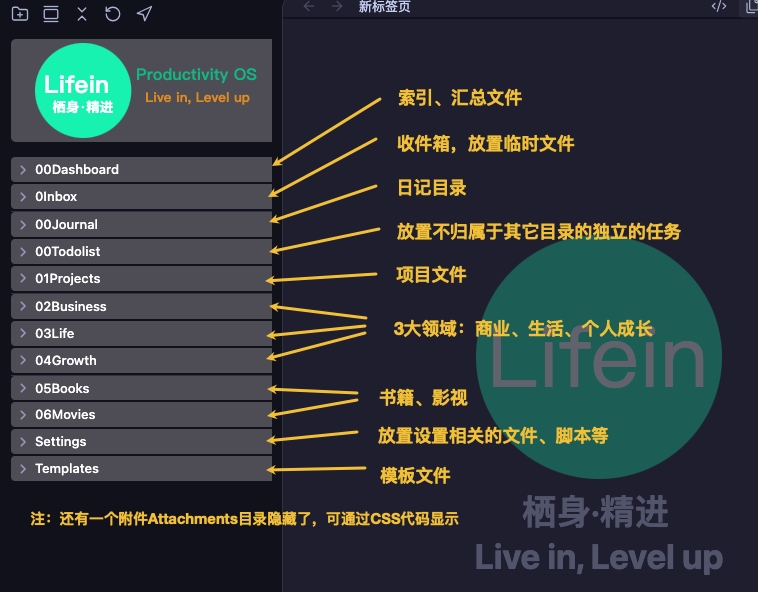 新标签页
Lifein
栖身·精进
Productivity OS
Live in, Level up
00Dashboard
0Inbox
00Journal
00Todolist
01Projects
02Business
03Life
04Growth
05Books
06Movies
Settings
Templates
索引、汇总文件
收件箱，放置临时文件
日记目录
放置不归属于其它目录的独立的任务
项目文件
3大领域：商业、生活、个人成长
书籍、影视
放置设置相关的文件、脚本等
模板文件
注：还有一个附件Attachments目录隐藏了，可通过CSS代码显示
Lifein
栖身·精进
Live in, Level up